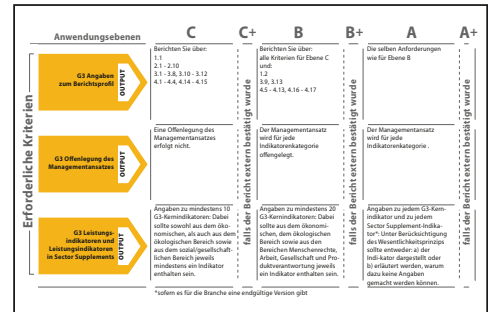 Anwendungsebenen
C
C+
B
B+
A
A+
Erforderliche Kriterien
G3 Angaben
zum Berichtsprofil
OUTPUT
Berichten Sie über:
1.1
2.1 - 2.10
3.1 - 3.8, 3.10 - 3.12
4.1 - 4.4, 4.14 - 4.15
Berichten Sie über:
alle Kriterien für Ebene C
und:
1.2
3.9, 3.13
4.5 - 4.13, 4.16 - 4.17
Die selben Anforderungen
wie für Ebene B
G3 Offenlegung des
Managementansatzes
OUTPUT
Eine Offenlegung des
Managementansatzes
erfolgt nicht.
Der Managementansatz
wird für jede
Indikatorenkategorie
offengelegt.
Der Managementansatz
wird für jede
Indikatorenkategorie .
G3 Leistungs-
indikatoren und
Leistungsindikatoren
in Sector Supplements
OUTPUT
Angaben zu mindestens 10
G3-Kernindikatoren: Dabei
sollte sowohl aus dem öko-
nomischen, als auch aus dem
ökologischen Bereich sowie
aus dem sozial/gesellschaft-
lichen Bereich jeweils
mindestens ein Indikator
enthalten sein.
Angaben zu mindestens 20
G3-Kernindikatoren: Dabei
sollte aus dem ökonomi-
schen, dem ökologischen
Bereich sowie aus den
Bereichen Menschenrechte,
Arbeit, Gesellschaft und Pro-
duktverantwortung jeweils
ein Indikator enthalten sein.
Angaben zu jedem G3-Kern-
indikator und zu jedem
Sector Supplement-Indika-
tor*: Unter Berücksichtigung
des Wesentlichkeitsprinzips
sollte entweder: a) der
Indi-kator dargestellt oder
b) erläutert werden, warum
dazu keine Angaben
gemacht werden können.
falls der Bericht extern bestätigt wurde
falls der Bericht extern bestätigt wurde
falls der Bericht extern bestätigt wurde
*sofern es für die Branche eine endgültige Version gibt